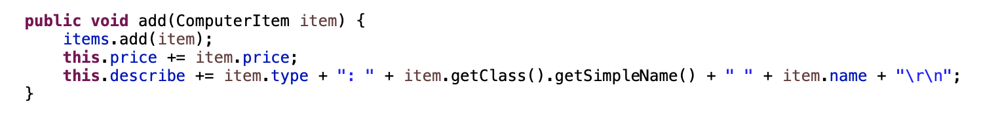 public void add(ComputerItem item) {
    items.add(item);
    this.price += item.price;
    this.describe += item.type + ": " + item.getClass().getSimpleName() + " " + item.name + "\r\n";
}